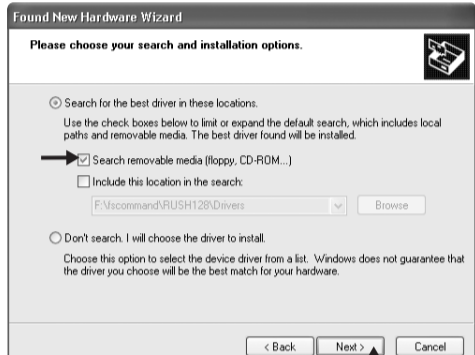 Found New Hardware Wizard
Please choose your search and installation options.
Search for the best driver in these locations.
Use the check boxes below to limit or expand the default search, which includes local
paths and removable media. The best driver found will be installed.
Search removable media (floppy, CD-ROM...)
Include this location in the search:
F:\fscommand\RUSH128\Drivers
Browse
Don't search. I will choose the driver to install.
Choose this option to select the device driver from a list. Windows does not guarantee that
the driver you choose will be the best match for your hardware.
< Back Next > Cancel